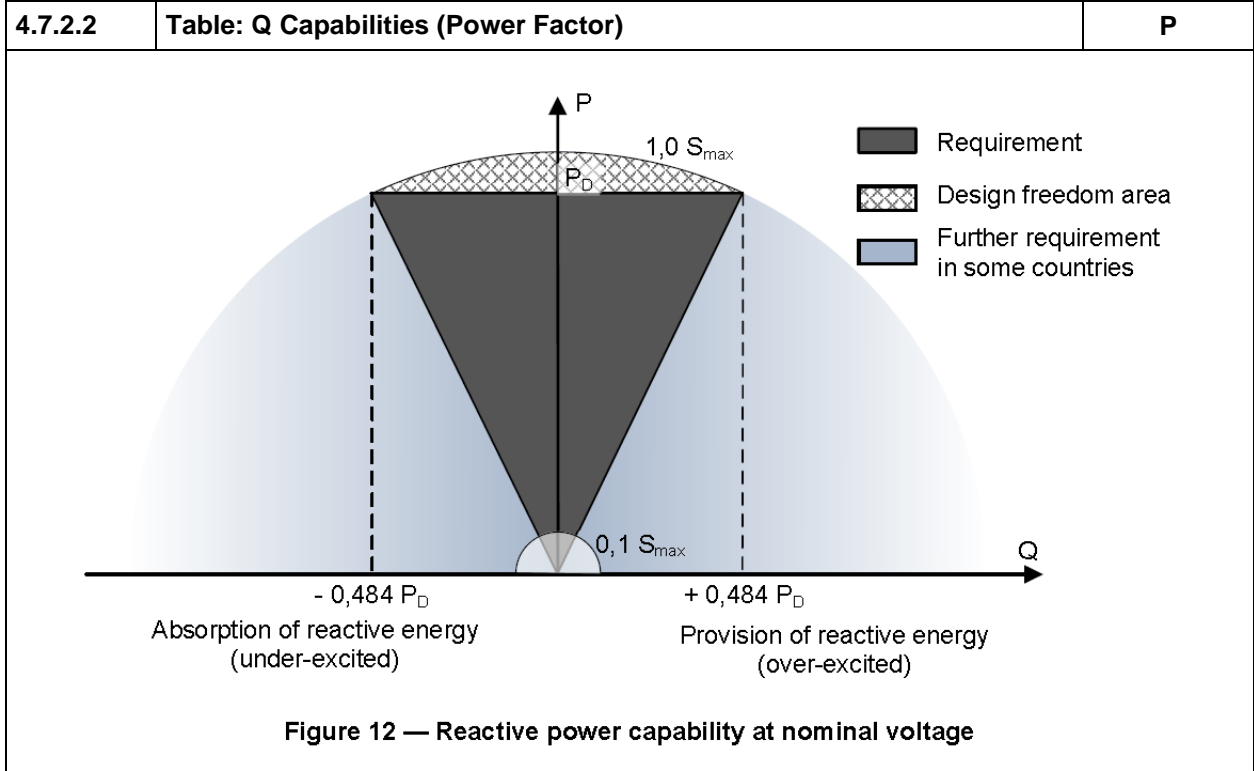 4.7.2.2 Table: Q Capabilities (Power Factor) P
P
1,0 Smax
PD
Requirement
Design freedom area
Further requirement
in some countries
0,1 Smax
Q
- 0,484 PD
+ 0,484 PD
Absorption of reactive energy
(under-excited)
Provision of reactive energy
(over-excited)
Figure 12 — Reactive power capability at nominal voltage